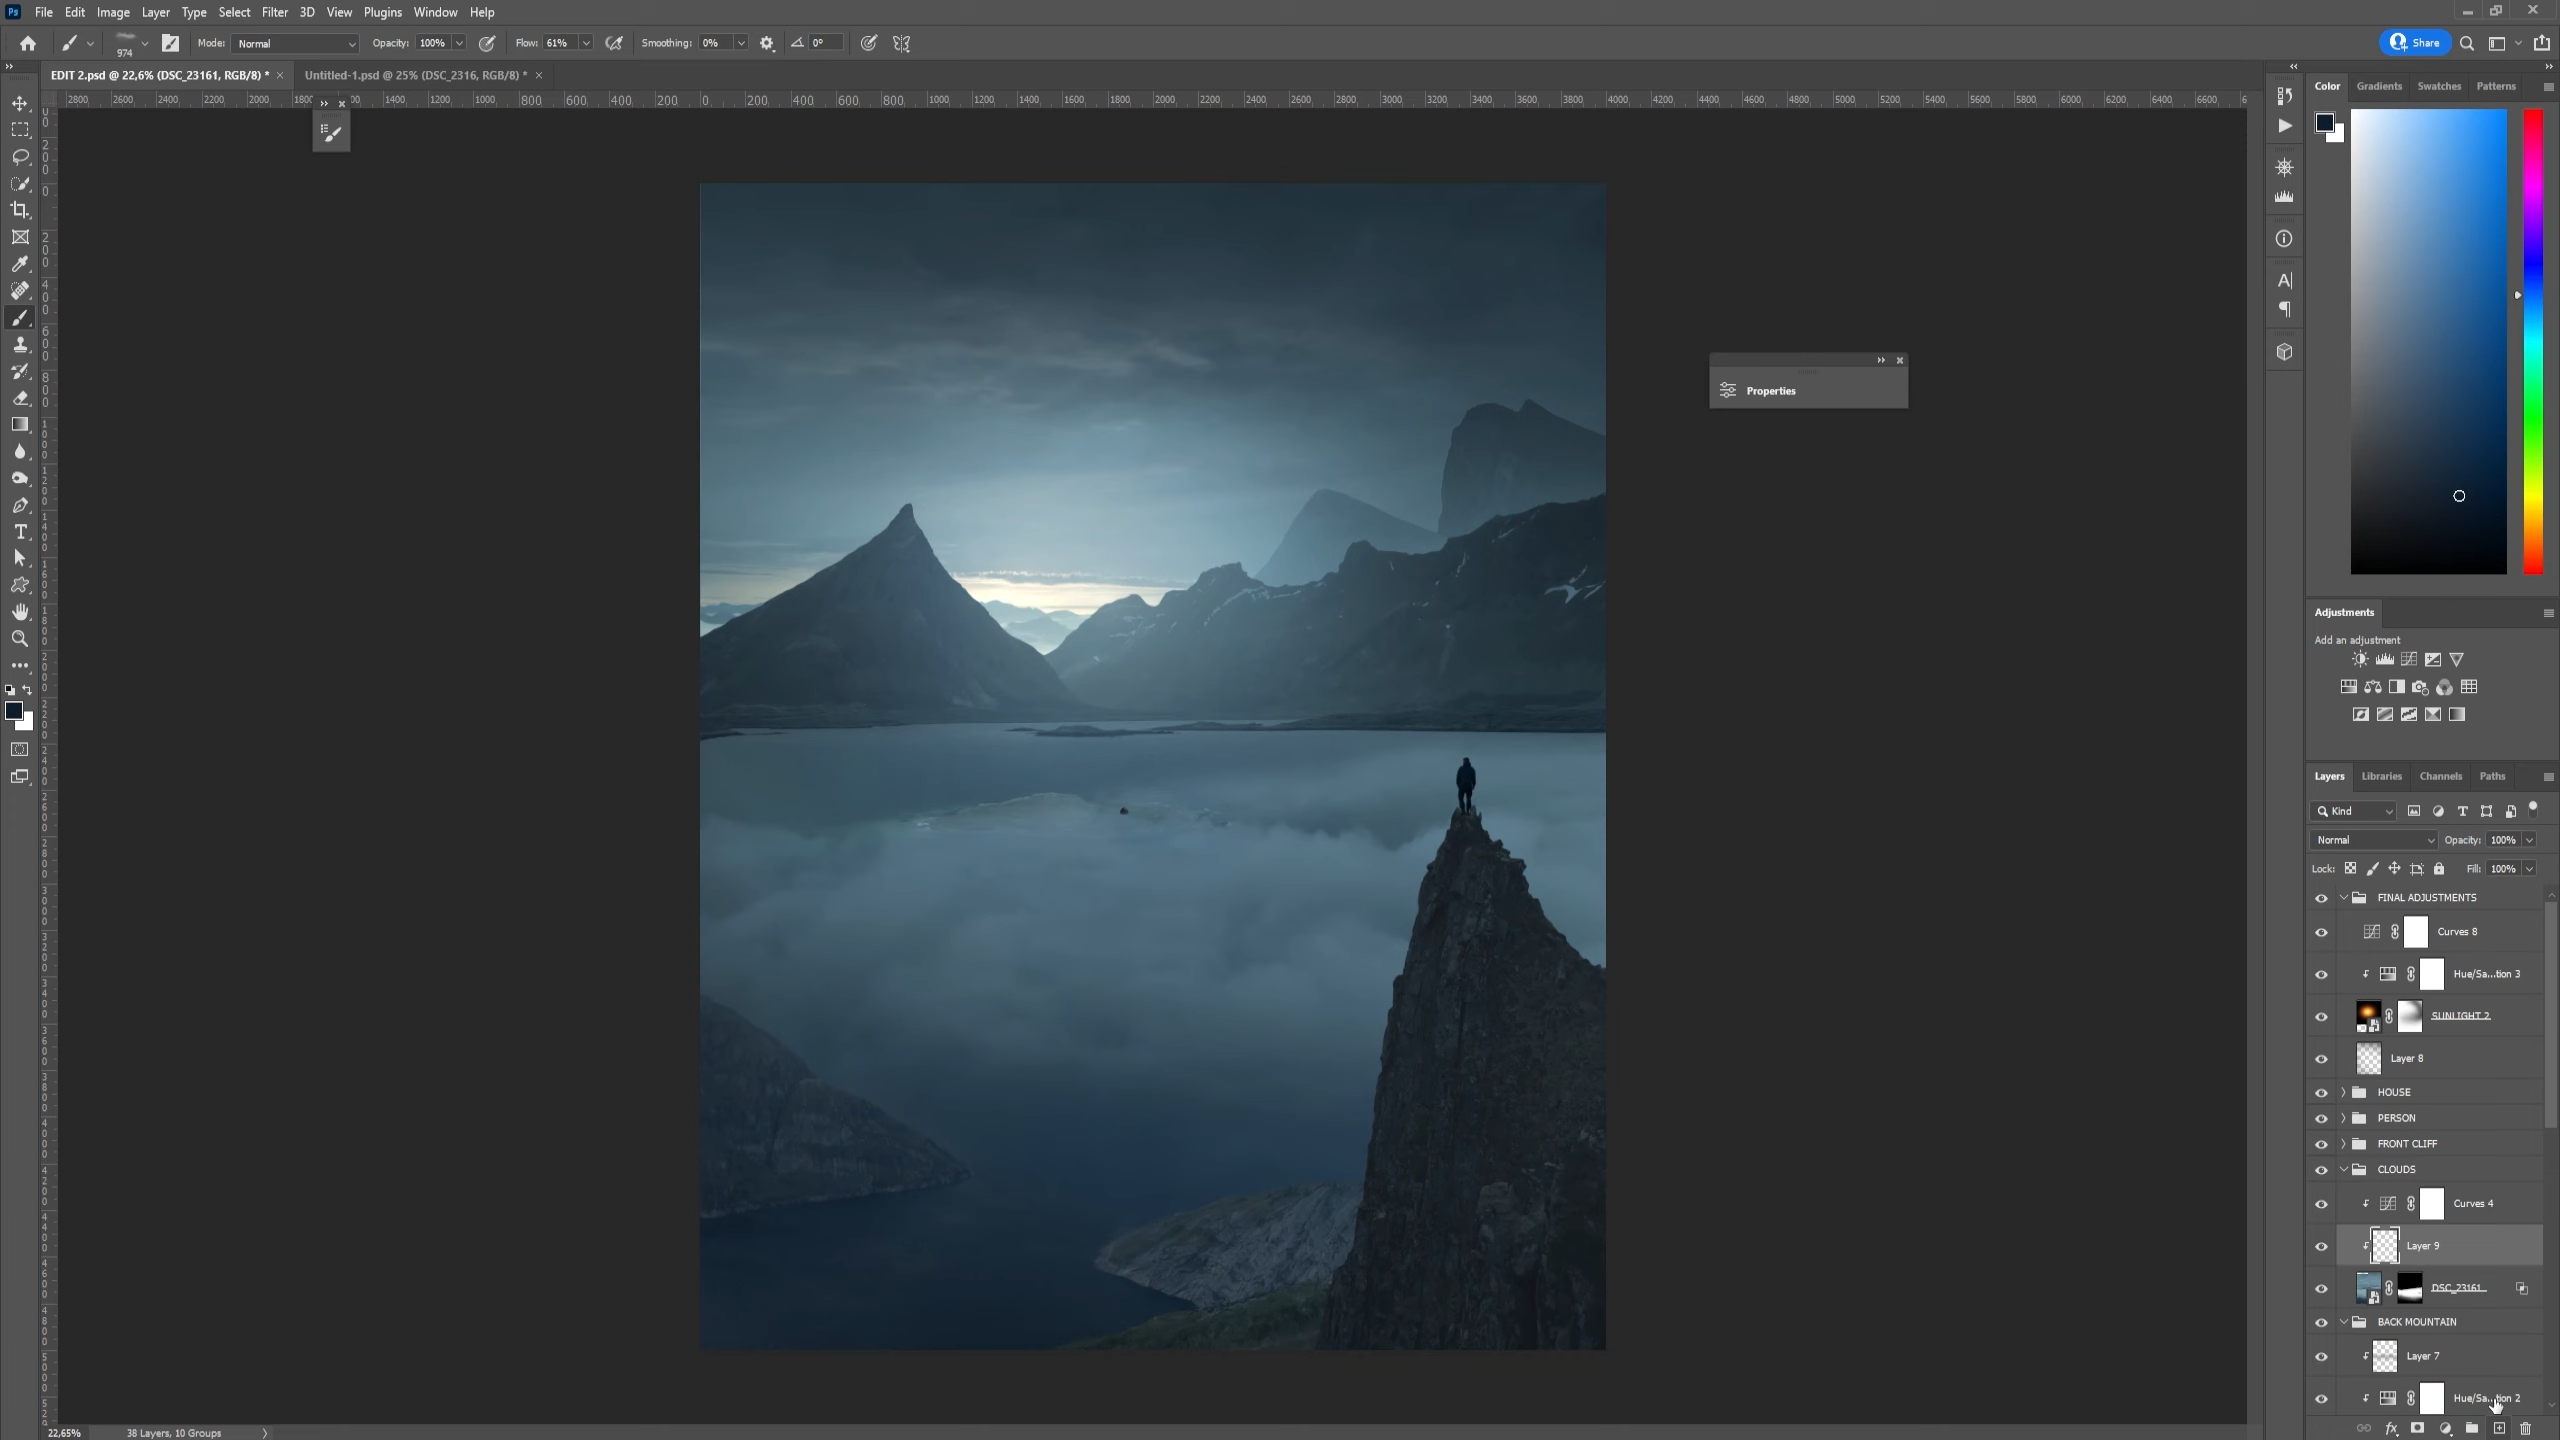 Ps File Edit Image Layer Type Select Filter 3D View Plugins Window Help
974 Mode: Normal Opacity: 100% Flow: 61% Smoothing: 0% 0° Share
EDIT 2.psd @ 22,6% (DSC_23161, RGB/8) * × Untitled-1.psd @ 25% (DSC_2316, RGB/8) * ×
2800 2600 2400 2200 2000 1800 1400 1200 1000 800 600 400 200 0 200 400 600 800 1000 1200 1400 1600 1800 2000 2200 2400 2600 2800 3000 3200 3400 3600 3800 4000 4200 4400 4600 4800 5000 5200 5400 5600 5800 6000 6200 6400 6600
Color Gradients Swatches Patterns
Properties
Adjustments
Add an adjustment
Layers Libraries Channels Paths
Kind
Normal Opacity: 100%
Lock: Fill: 100%
FINAL ADJUSTMENTS
Curves 8
Hue/Sa...tion 3
SUNLIGHT 2
Layer 8
HOUSE
PERSON
FRONT CLIFF
CLOUDS
Curves 4
Layer 9
DSC_23161
BACK MOUNTAIN
Layer 7
Hue/Sa...tion 2
22,65% 38 Layers, 10 Groups